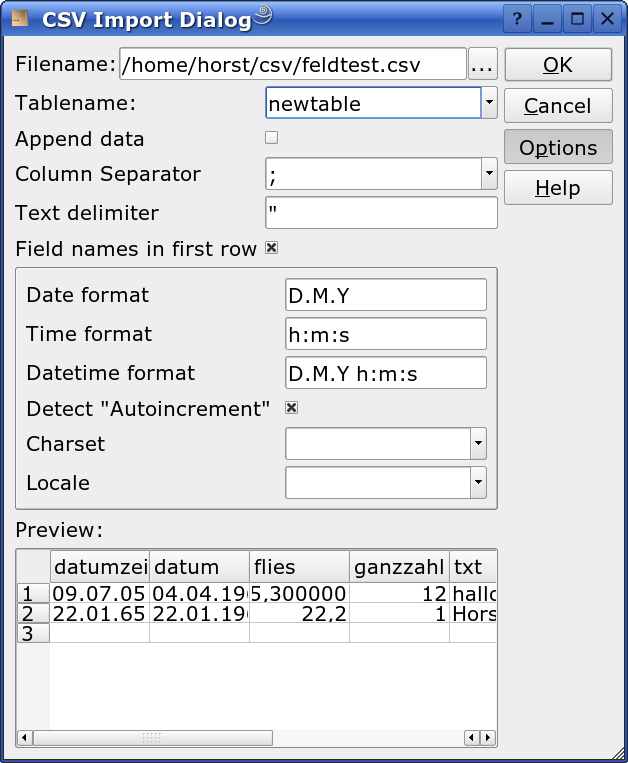 CSV Import Dialog
?
Filename: /home/horst/csv/feldtest.csv ...
OK
Tablename: newtable
Cancel
Append data
Options
Column Separator ;
Help
Text delimiter "
Field names in first row
Date format D.M.Y
Time format h:m:s
Datetime format D.M.Y h:m:s
Detect "Autoincrement"
Charset
Locale
Preview:
datumzei datum flies ganzzahl txt
1 09.07.05 04.04.19 5,300000 12 hallo
2 22.01.65 22.01.19 22,2 1 Hors
3